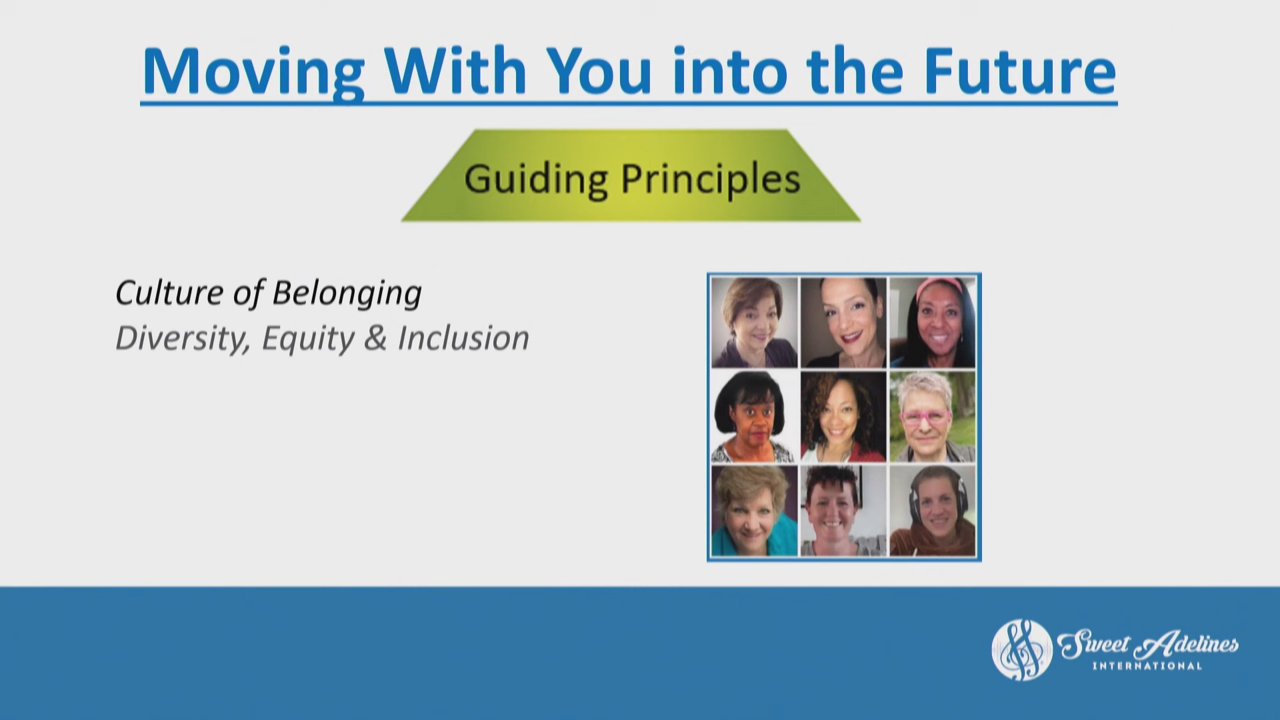 Moving With You into the Future
Guiding Principles
Culture of Belonging
Diversity, Equity & Inclusion
Sweet Adelines
INTERNATIONAL